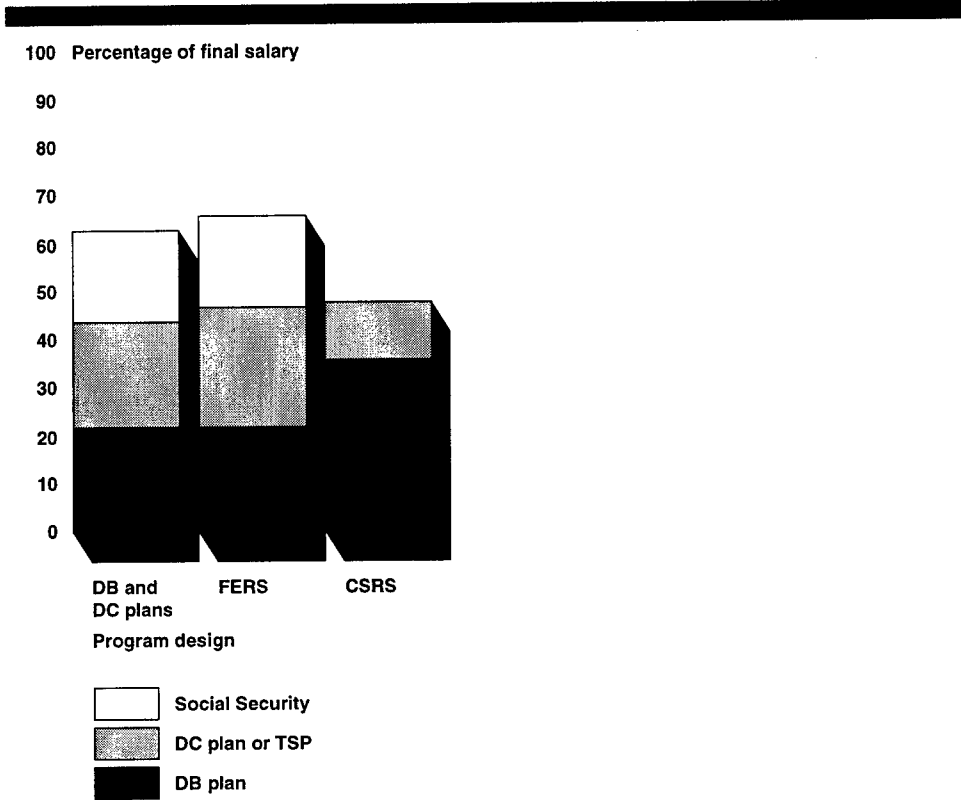 100 Percentage of final salary
90
80
70
60
50
40
30
20
10
0
DB and FERS CSRS
DC plans
Program design
Social Security
DC plan or TSP
DB plan